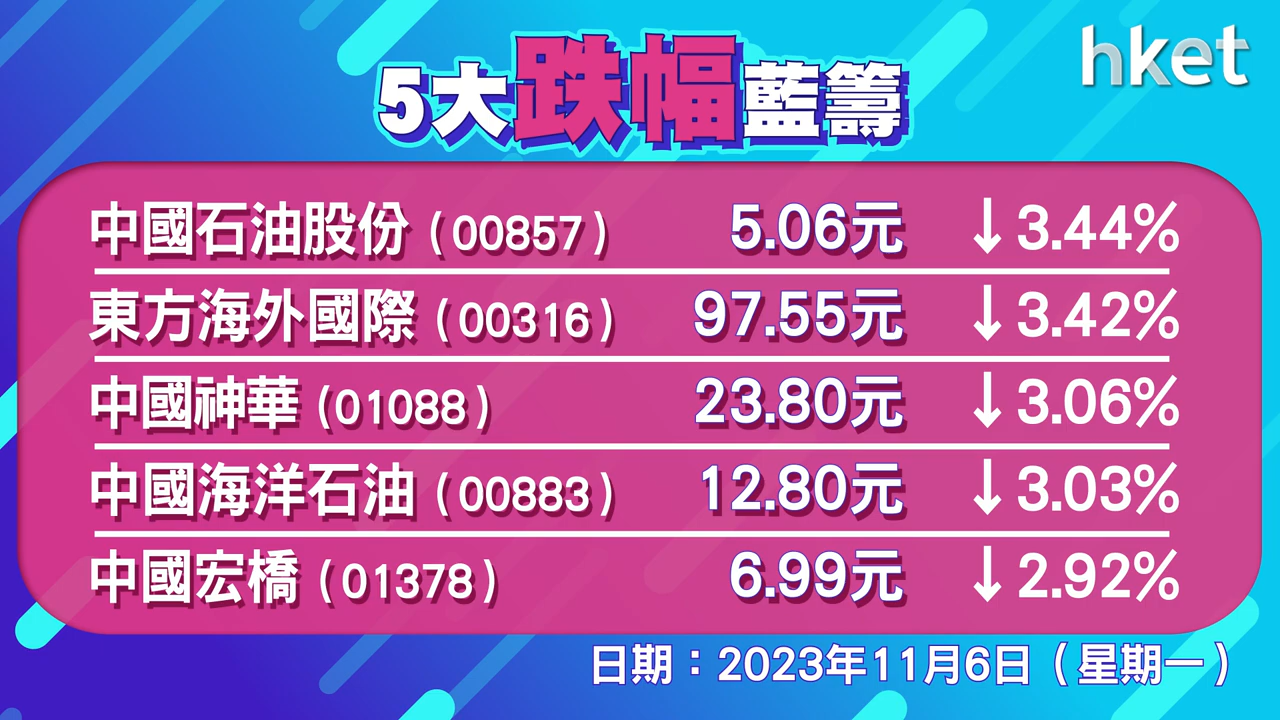 hket
5大跌幅藍籌
中國石油股份（00857） 5.06元 ↓3.44%
東方海外國際（00316） 97.55元 ↓3.42%
中國神華（01088） 23.80元 ↓3.06%
中國海洋石油（00883） 12.80元 ↓3.03%
中國宏橋（01378） 6.99元 ↓2.92%
日期：2023年11月6日（星期一）